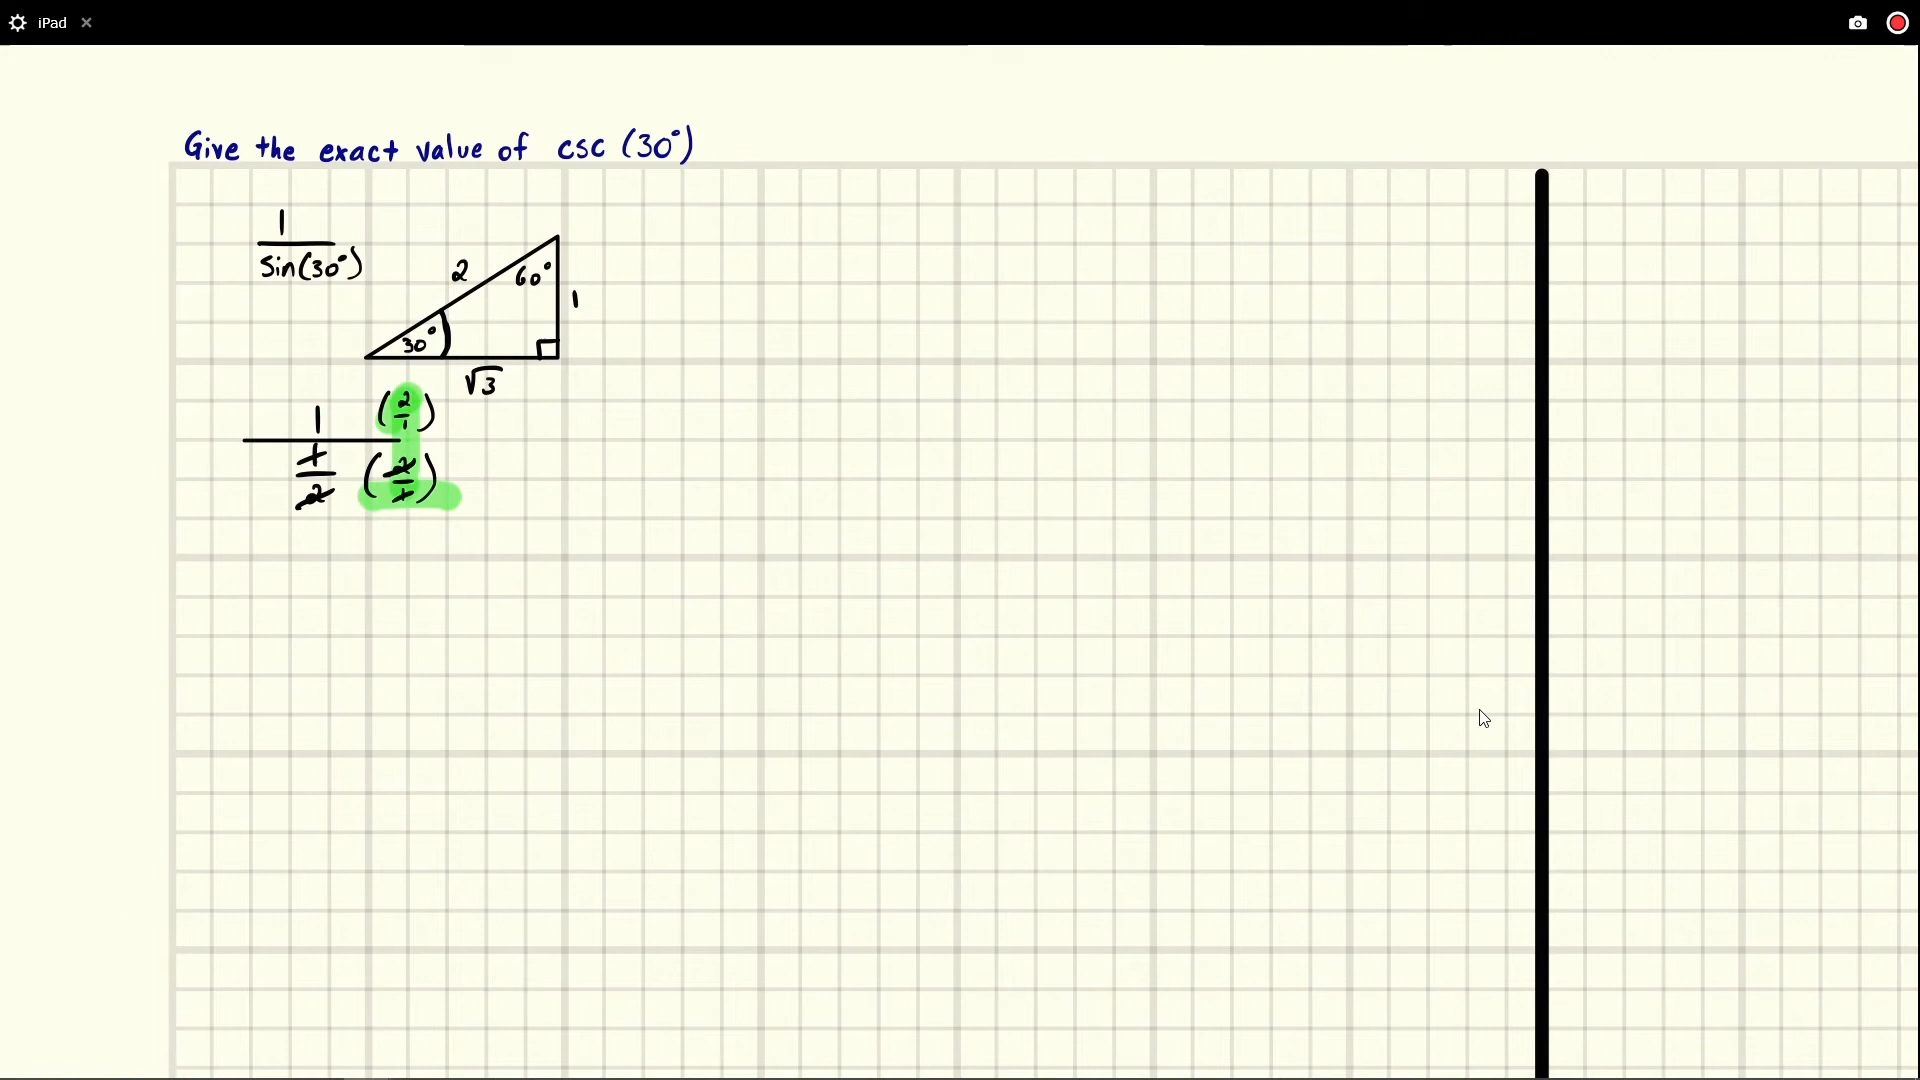 iPad
Give the exact value of csc (30°)
1
sin(30°)
2
60°
1
30°
√3
1 (2/1)
1/2 (2/1)